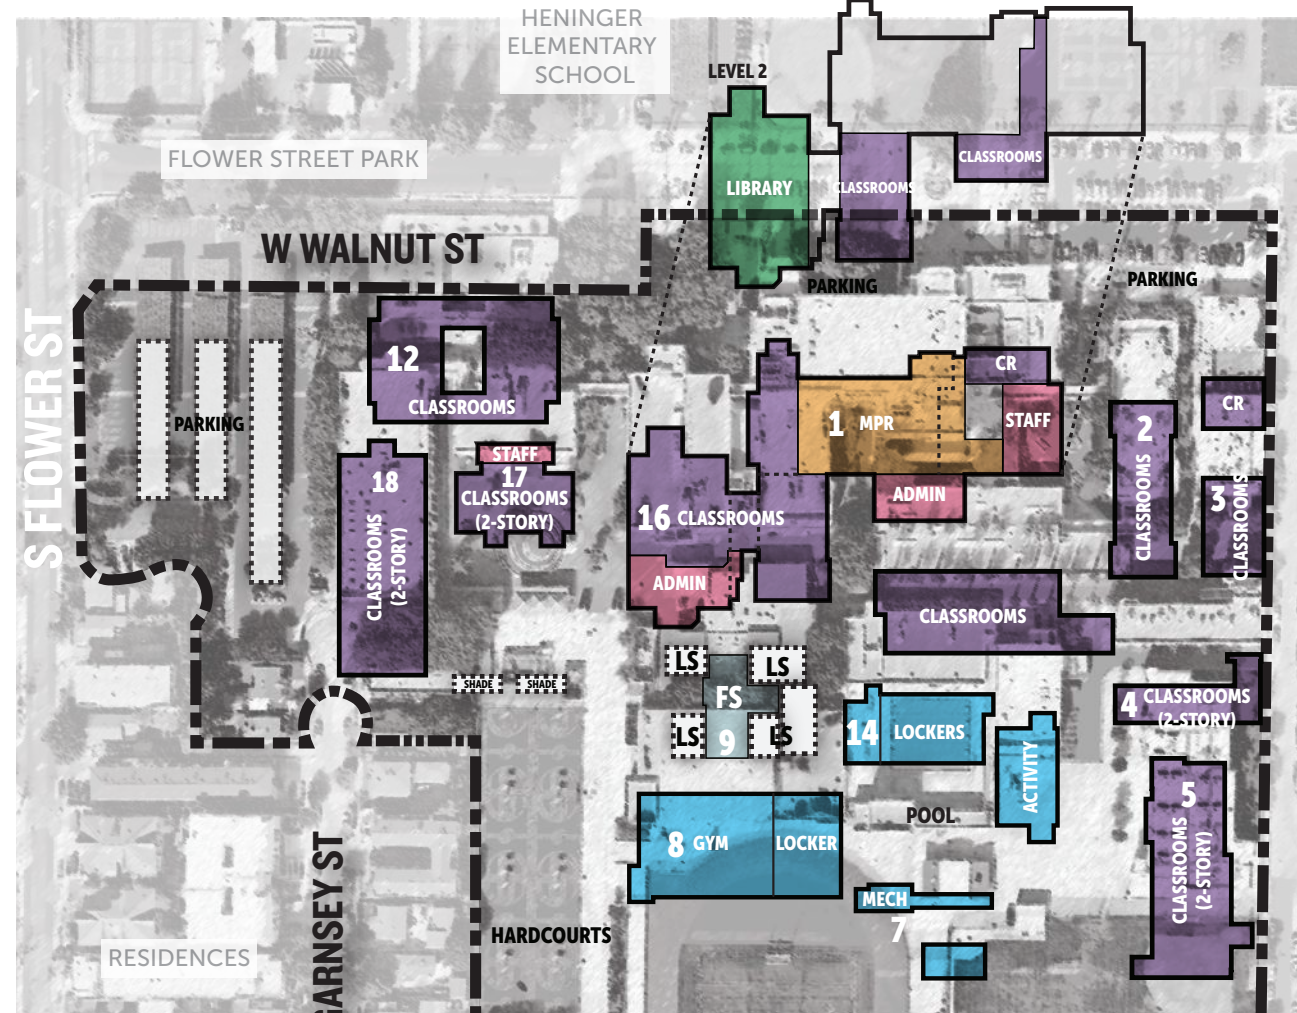 HENINGER
ELEMENTARY
SCHOOL
LEVEL 2
FLOWER STREET PARK
CLASSROOMS
LIBRARY
CLASSROOMS
W WALNUT ST
PARKING
PARKING
S FLOWER ST
12
CLASSROOMS
1 MPR
CR
STAFF
CR
PARKING
2
CLASSROOMS
STAFF
17
CLASSROOMS
(2-STORY)
18
CLASSROOMS
(2-STORY)
ADMIN
3
CLASSROOMS
16 CLASSROOMS
ADMIN
CLASSROOMS
LS
LS
SHADE
SHADE
FS
9
LS
LS
4 CLASSROOMS
(2-STORY)
14
LOCKERS
ACTIVITY
5
CLASSROOMS
(2-STORY)
POOL
8 GYM
LOCKER
MECH
7
GARNSEY ST
HARDCOURTS
RESIDENCES